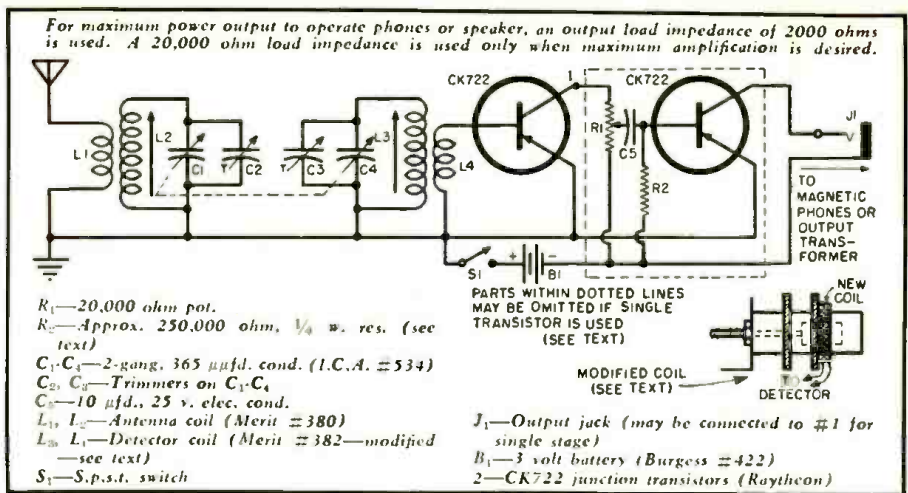 For maximum power output to operate phones or speaker, an output load impedance of 2000 ohms
is used. A 20,000 ohm load impedance is used only when maximum amplification is desired.
CK722
CK722
1
L1
L2
C1
T
C2
T
C3
C4
L3
L4
R1
C5
R2
J1
TO
MAGNETIC
PHONES OR
OUTPUT
TRANS-
FORMER
S1
+
B1
-
PARTS WITHIN DOTTED LINES
MAY BE OMITTED IF SINGLE
TRANSISTOR IS USED
(SEE TEXT)
NEW
COIL
MODIFIED COIL
(SEE TEXT)
TO
DETECTOR
R₁—20,000 ohm pot.
R₂—Approx. 250,000 ohm, ¼ w. res. (see
text)
C₁-C₄—2-gang, 365 μμfd. cond. (I.C.A. #534)
C₂, C₃—Trimmers on C₁-C₄
C₅—10 μfd., 25 v. elec. cond.
L₁, L₂—Antenna coil (Merit #380)
L₃, L₄—Detector coil (Merit #382—modified
—see text)
S₁—S.p.s.t. switch
J₁—Output jack (may be connected to #1 for
single stage)
B₁—3 volt battery (Burgess #422)
2—CK722 junction transistors (Raytheon)